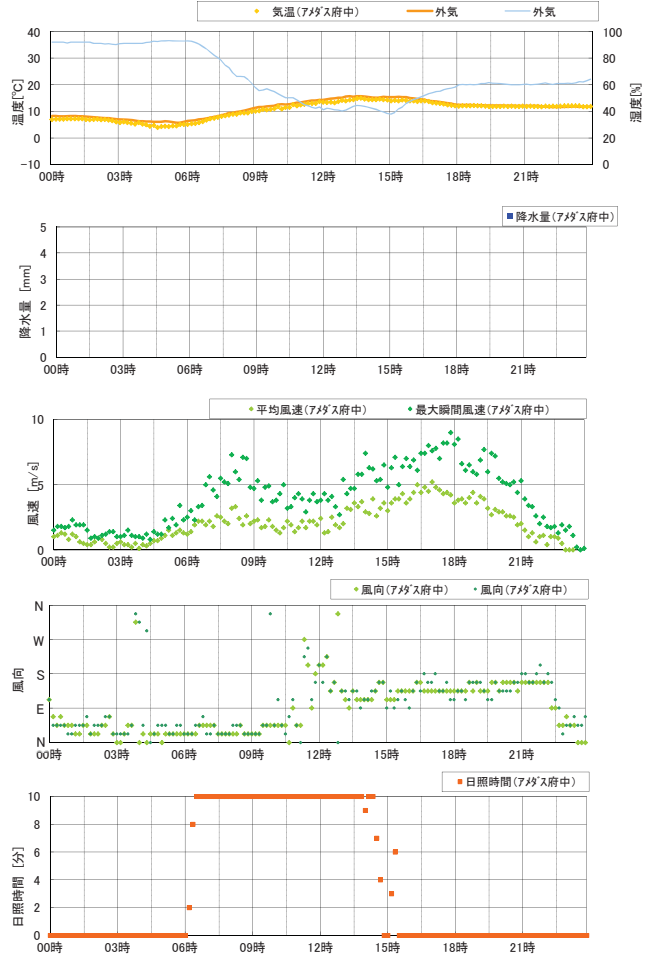 気温(アメダス府中) 外気 外気
40 100
30 80
20 60
10 40
0 20
-10 0
温度[℃]
湿度[%]
00時 03時 06時 09時 12時 15時 18時 21時
降水量(アメダス府中)
5
4
3
2
1
0
降水量 [mm]
00時 03時 06時 09時 12時 15時 18時 21時
平均風速(アメダス府中) 最大瞬間風速(アメダス府中)
10
5
0
風速 [m/s]
00時 03時 06時 09時 12時 15時 18時 21時
風向(アメダス府中) 風向(アメダス府中)
N
W
S
E
N
風向
00時 03時 06時 09時 12時 15時 18時 21時
日照時間(アメダス府中)
10
8
6
4
2
0
日照時間 [分]
00時 03時 06時 09時 12時 15時 18時 21時